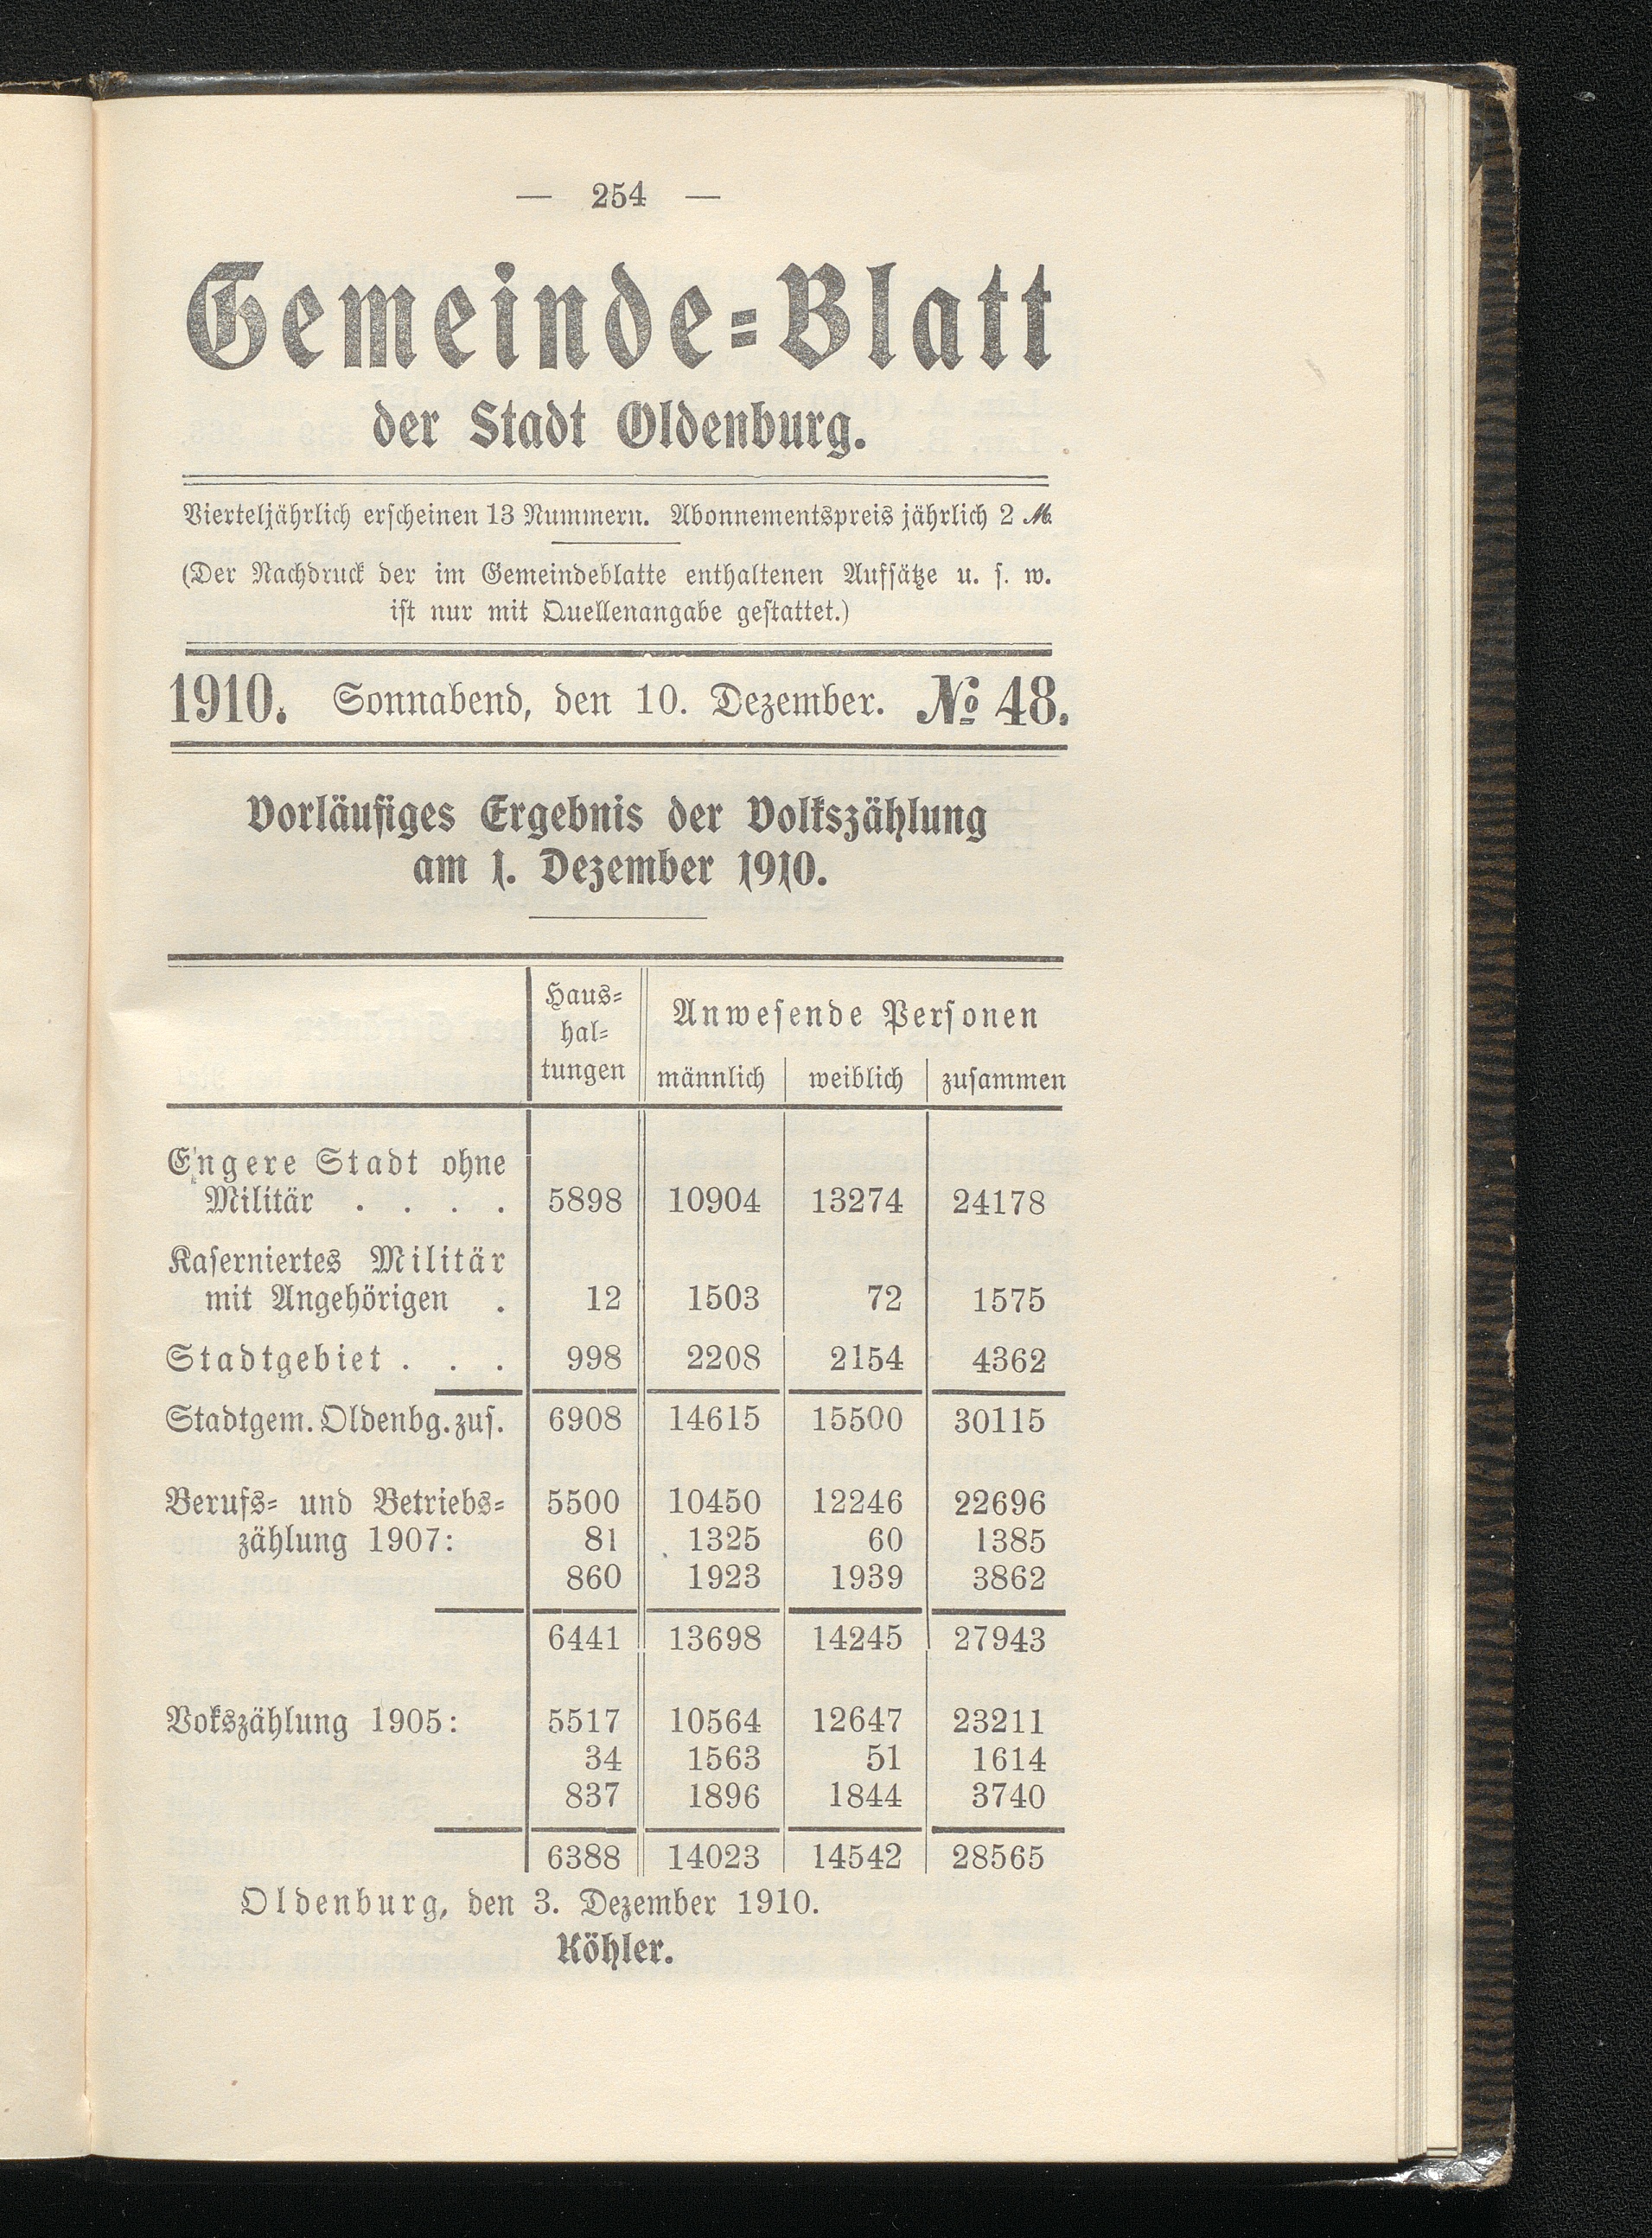 — 254 —
Gemeinde=Blatt
der Stadt Oldenburg.
Vierteljährlich erscheinen 13 Nummern. Abonnementspreis jährlich 2 ℳ.
(Der Nachdruck der im Gemeindeblatte enthaltenen Aufsätze u. s. w.
ist nur mit Quellenangabe gestattet.)
1910. Sonnabend, den 10. Dezember. № 48.
Vorläufiges Ergebnis der Volkszählung
am 1. Dezember 1910.
Haus=
hal=
tungen
Anwesende Personen
männlich weiblich zusammen
Engere Stadt ohne
Militär . . . . 5898 10904 13274 24178
Kaserniertes Militär
mit Angehörigen . 12 1503 72 1575
Stadtgebiet . . . 998 2208 2154 4362
Stadtgem. Oldenbg. zus. 6908 14615 15500 30115
Berufs= und Betriebs= 5500 10450 12246 22696
zählung 1907: 81 1325 60 1385
860 1923 1939 3862
6441 13698 14245 27943
Vokszählung 1905: 5517 10564 12647 23211
34 1563 51 1614
837 1896 1844 3740
6388 14023 14542 28565
Oldenburg, den 3. Dezember 1910.
Köhler.